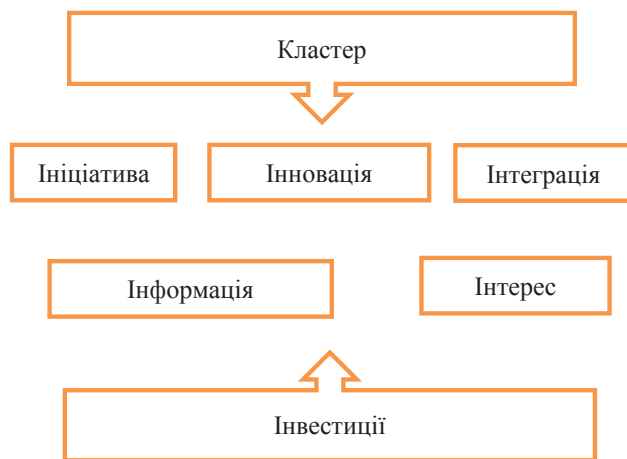 Кластер
Ініціатива
Інновація
Інтеграція
Інформація
Інтерес
Інвестиції